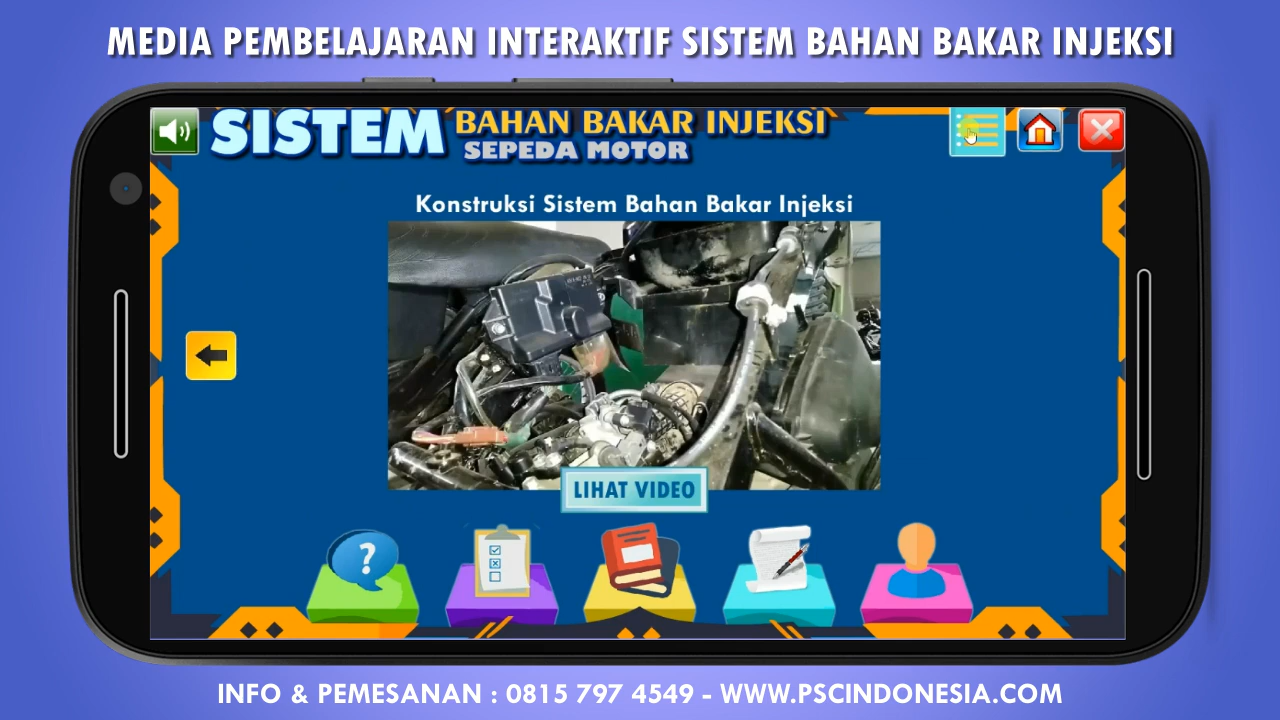 MEDIA PEMBELAJARAN INTERAKTIF SISTEM BAHAN BAKAR INJEKSI
SISTEM
BAHAN BAKAR INJEKSI
SEPEDA MOTOR
Konstruksi Sistem Bahan Bakar Injeksi
LIHAT VIDEO
?
INFO & PEMESANAN : 0815 797 4549 - WWW.PSCINDONESIA.COM